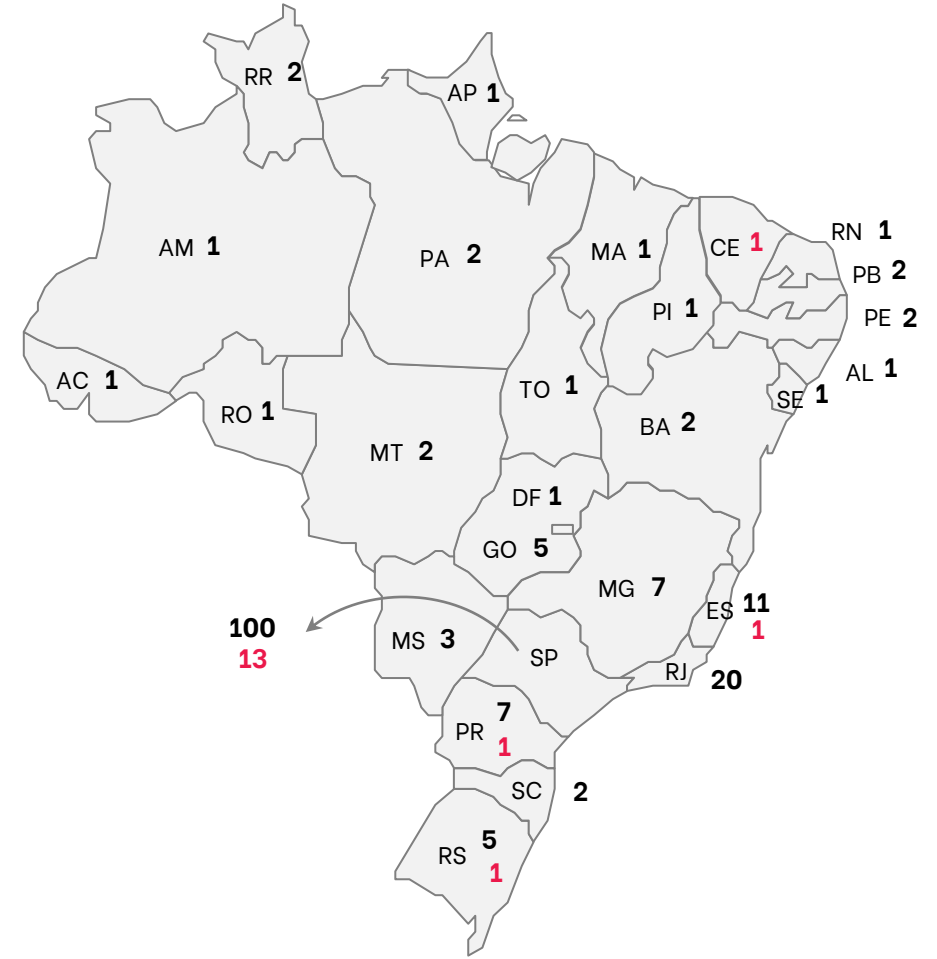 RR 2
AP 1
AM 1
PA 2
MA 1
CE 1
RN 1
PB 2
PI 1
PE 2
AC 1
RO 1
TO 1
AL 1
SE 1
MT 2
BA 2
DF 1
GO 5
MG 7
ES 11
1
100
13
MS 3
SP
RJ 20
PR 7
1
SC 2
RS 5
1